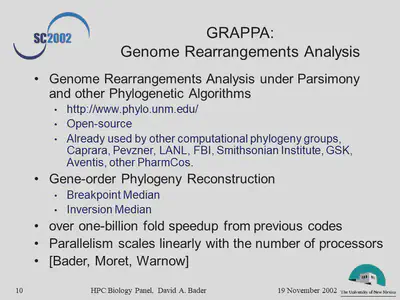 SC2002
GRAPPA:
Genome Rearrangements Analysis
• Genome Rearrangements Analysis under Parsimony
and other Phylogenetic Algorithms
• http://www.phylo.unm.edu/
• Open-source
• Already used by other computational phylogeny groups,
Caprara, Pevzner, LANL, FBI, Smithsonian Institute, GSK,
Aventis, other PharmCos.
• Gene-order Phylogeny Reconstruction
• Breakpoint Median
• Inversion Median
• over one-billion fold speedup from previous codes
• Parallelism scales linearly with the number of processors
• [Bader, Moret, Warnow]
10 HPC Biology Panel, David A. Bader 19 November 2002
The University of New Mexico